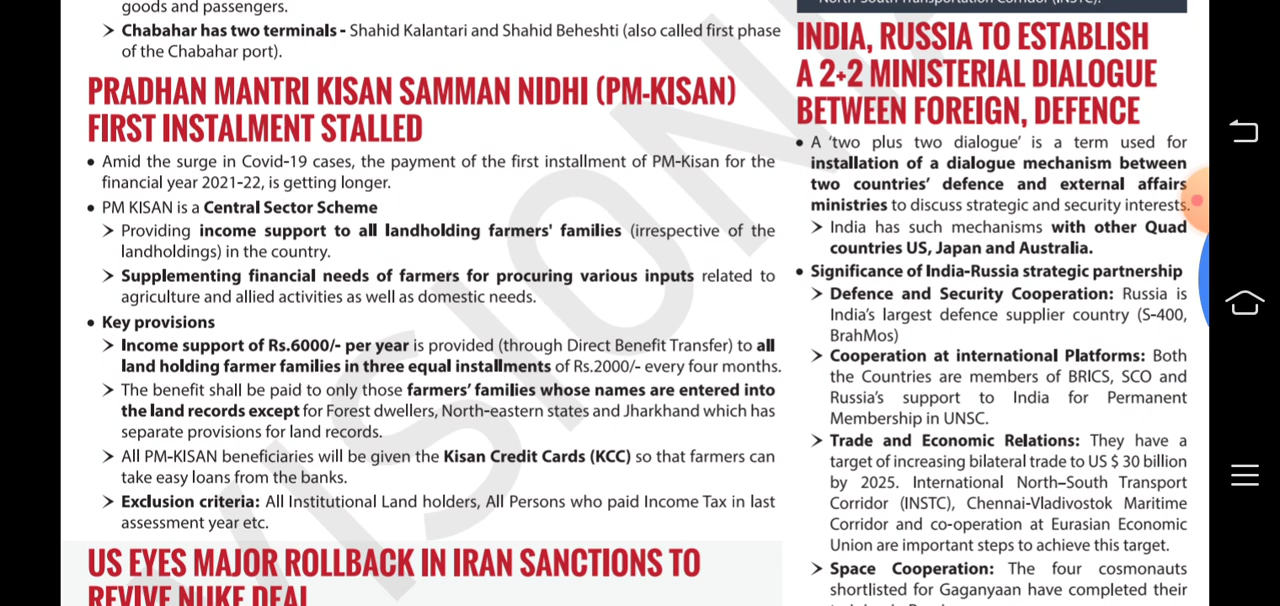 goods and passengers.
➢ Chabahar has two terminals - Shahid Kalantari and Shahid Beheshti (also called first phase
of the Chabahar port).
PRADHAN MANTRI KISAN SAMMAN NIDHI (PM-KISAN)
FIRST INSTALMENT STALLED
• Amid the surge in Covid-19 cases, the payment of the first installment of PM-Kisan for the
financial year 2021-22, is getting longer.
• PM KISAN is a Central Sector Scheme
➢ Providing income support to all landholding farmers' families (irrespective of the
landholdings) in the country.
➢ Supplementing financial needs of farmers for procuring various inputs related to
agriculture and allied activities as well as domestic needs.
• Key provisions
➢ Income support of Rs.6000/- per year is provided (through Direct Benefit Transfer) to all
land holding farmer families in three equal installments of Rs.2000/- every four months.
➢ The benefit shall be paid to only those farmers' families whose names are entered into
the land records except for Forest dwellers, North-eastern states and Jharkhand which has
separate provisions for land records.
➢ All PM-KISAN beneficiaries will be given the Kisan Credit Cards (KCC) so that farmers can
take easy loans from the banks.
➢ Exclusion criteria: All Institutional Land holders, All Persons who paid Income Tax in last
assessment year etc.
US EYES MAJOR ROLLBACK IN IRAN SANCTIONS TO
REVIVE NUKE DEAL
North-South Transportation Corridor (INSTC).
INDIA, RUSSIA TO ESTABLISH
A 2+2 MINISTERIAL DIALOGUE
BETWEEN FOREIGN, DEFENCE
• A 'two plus two dialogue' is a term used for
installation of a dialogue mechanism between
two countries' defence and external affairs
ministries to discuss strategic and security interests.
➢ India has such mechanisms with other Quad
countries US, Japan and Australia.
• Significance of India-Russia strategic partnership
➢ Defence and Security Cooperation: Russia is
India's largest defence supplier country (S-400,
BrahMos)
➢ Cooperation at international Platforms: Both
the Countries are members of BRICS, SCO and
Russia's support to India for Permanent
Membership in UNSC.
➢ Trade and Economic Relations: They have a
target of increasing bilateral trade to US $ 30 billion
by 2025. International North–South Transport
Corridor (INSTC), Chennai-Vladivostok Maritime
Corridor and co-operation at Eurasian Economic
Union are important steps to achieve this target.
➢ Space Cooperation: The four cosmonauts
shortlisted for Gaganyaan have completed their
VISION